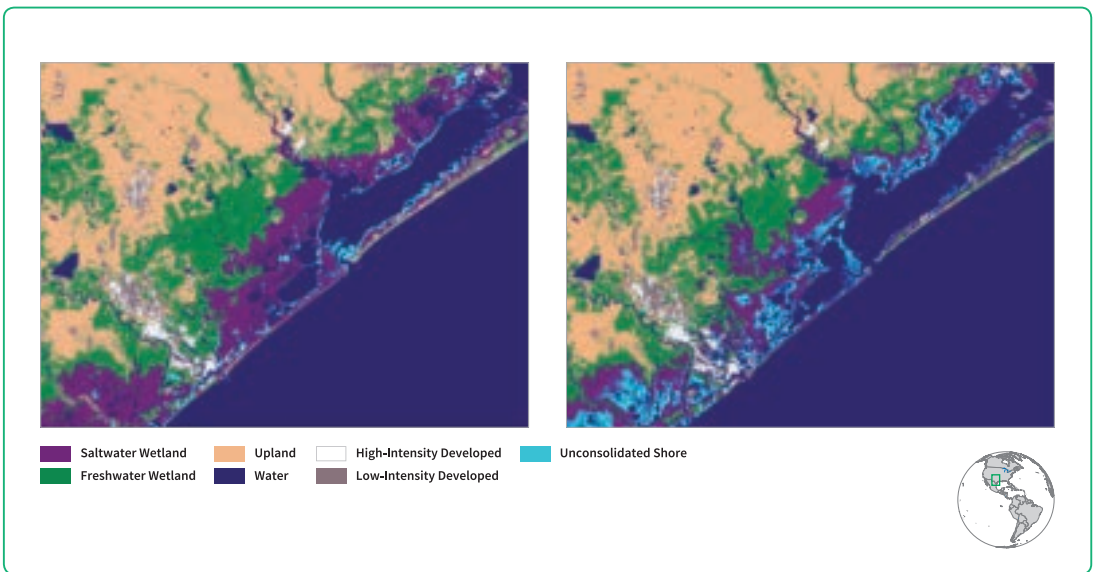 Saltwater Wetland Upland High-Intensity Developed Unconsolidated Shore
Freshwater Wetland Water Low-Intensity Developed